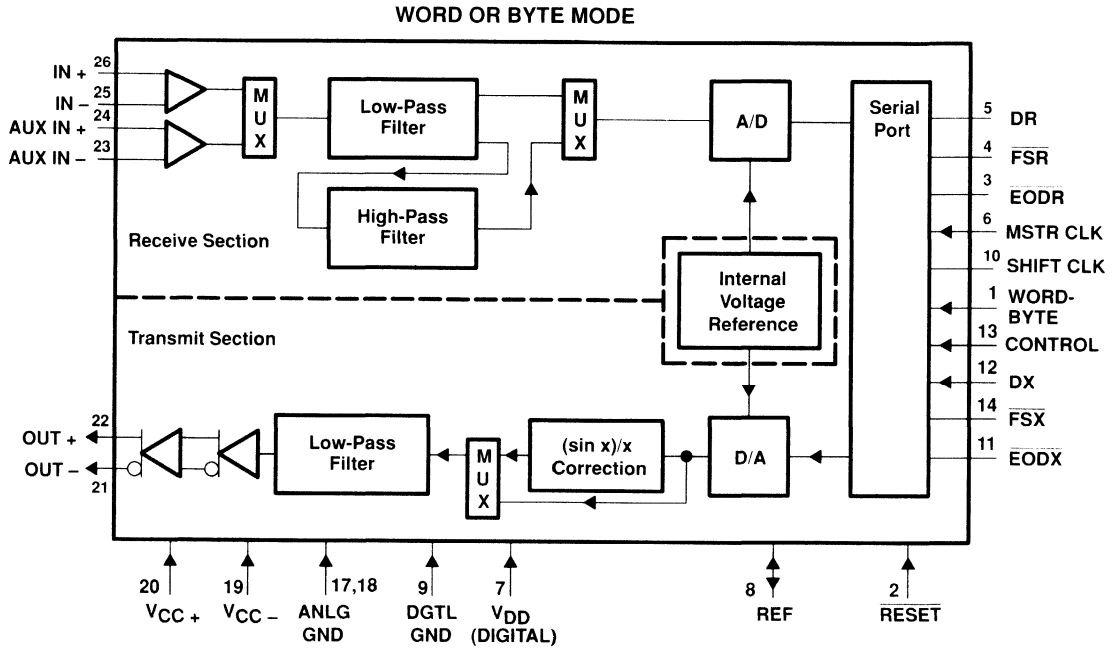 WORD OR BYTE MODE
IN + 26
IN – 25
AUX IN + 24
AUX IN – 23
M
U
X
Low-Pass
Filter
M
U
X
A/D
Serial
Port
5 DR
4 FSR
3 EODR
6 MSTR CLK
10 SHIFT CLK
1 WORD-
BYTE
13 CONTROL
12 DX
14 FSX
11 EODX
High-Pass
Filter
Receive Section
Internal
Voltage
Reference
Transmit Section
OUT + 22
OUT – 21
Low-Pass
Filter
M
U
X
(sin x)/x
Correction
D/A
20
VCC +
19
VCC –
17,18
ANLG
GND
9
DGTL
GND
7
VDD
(DIGITAL)
8
REF
2
RESET